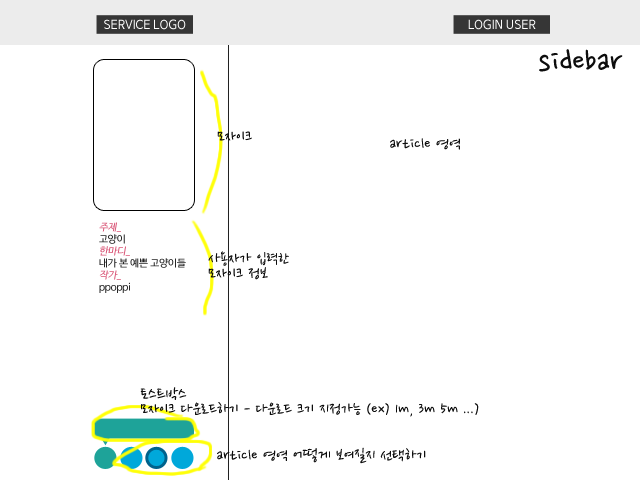 SERVICE LOGO
LOGIN USER
sidebar
모자이크
article 영역
주제_
고양이
한마디_
내가 본 예쁜 고양이들
작가_
ppoppi
사용자가 입력한
모자이크 정보
토스트박스
모자이크 다운로드하기 - 다운로드 크기 지정가능 (ex) 1m, 3m 5m ...)
article 영역 어떻게 보여질지 선택하기